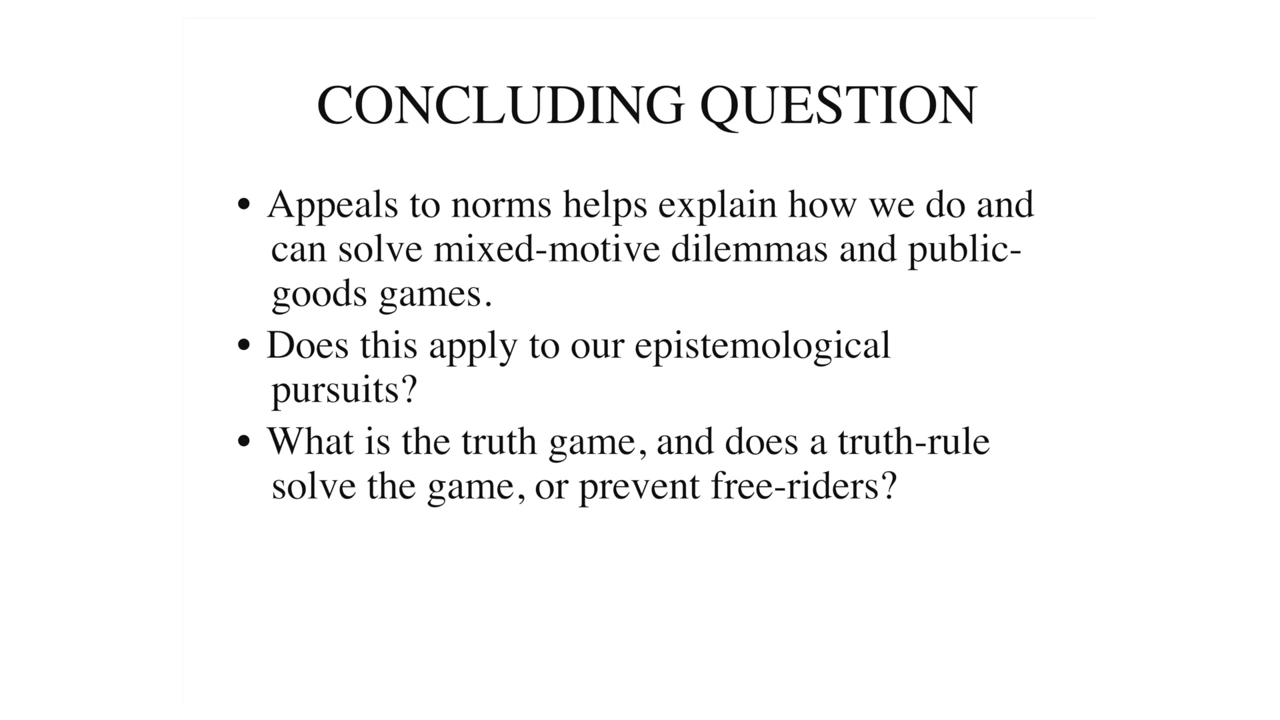 CONCLUDING QUESTION
• Appeals to norms helps explain how we do and
can solve mixed-motive dilemmas and public-
goods games.
• Does this apply to our epistemological
pursuits?
• What is the truth game, and does a truth-rule
solve the game, or prevent free-riders?